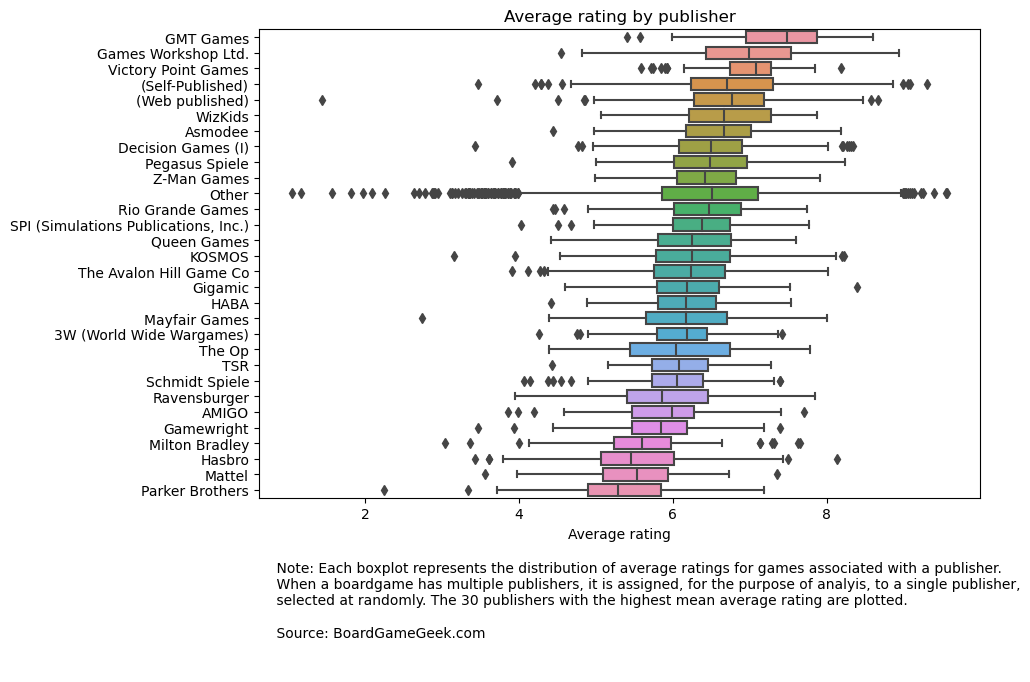 Average rating by publisher
GMT Games
Games Workshop Ltd.
Victory Point Games
(Self-Published)
(Web published)
WizKids
Asmodee
Decision Games (I)
Pegasus Spiele
Z-Man Games
Other
Rio Grande Games
SPI (Simulations Publications, Inc.)
Queen Games
KOSMOS
The Avalon Hill Game Co
Gigamic
HABA
Mayfair Games
3W (World Wide Wargames)
The Op
TSR
Schmidt Spiele
Ravensburger
AMIGO
Gamewright
Milton Bradley
Hasbro
Mattel
Parker Brothers
2 4 6 8
Average rating
Note: Each boxplot represents the distribution of average ratings for games associated with a publisher.
When a boardgame has multiple publishers, it is assigned, for the purpose of analyis, to a single publisher,
selected at randomly. The 30 publishers with the highest mean average rating are plotted.
Source: BoardGameGeek.com